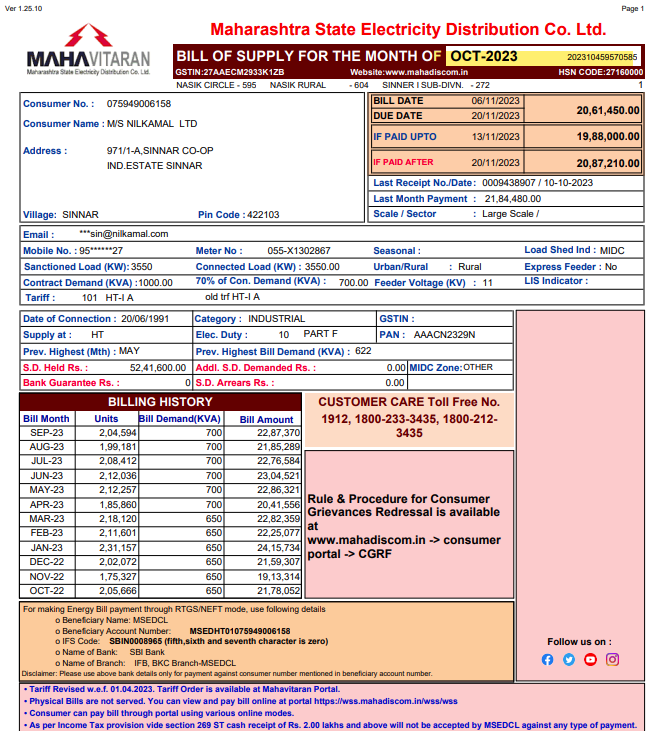 Ver 1.25.10
Page 1
MAHAVITARAN
Maharashtra State Electricity Distribution Co. Ltd.
Maharashtra State Electricity Distribution Co. Ltd.
BILL OF SUPPLY FOR THE MONTH OF OCT-2023 202310459570585
GSTIN:27AAECM2933K1ZB Website:www.mahadiscom.in HSN CODE:27160000
NASIK CIRCLE - 595 NASIK RURAL - 604 SINNER I SUB-DIVN. - 272 1
Consumer No. : 075949006158
Consumer Name : M/S NILKAMAL LTD
Address : 971/1-A,SINNAR CO-OP
IND.ESTATE SINNAR
Village: SINNAR Pin Code : 422103
BILL DATE 06/11/2023 20,61,450.00
DUE DATE 20/11/2023
IF PAID UPTO 13/11/2023 19,88,000.00
IF PAID AFTER 20/11/2023 20,87,210.00
Last Receipt No./Date : 0009438907 / 10-10-2023
Last Month Payment : 21,84,480.00
Scale / Sector : Large Scale /
Email : ***sin@nilkamal.com
Mobile No. : 95******27 Meter No : 055-X1302867 Seasonal : Load Shed Ind : MIDC
Sanctioned Load (KW): 3550 Connected Load (KW) : 3550.00 Urban/Rural : Rural Express Feeder : No
Contract Demand (KVA) :1000.00 70% of Con. Demand (KVA) : 700.00 Feeder Voltage (KV) : 11 LIS Indicator :
Tariff : 101 HT-I A old trf HT-I A
Date of Connection : 20/06/1991 Category : INDUSTRIAL GSTIN :
Supply at : HT Elec. Duty : 10 PART F PAN : AAACN2329N
Prev. Highest (Mth) : MAY Prev. Highest Bill Demand (KVA) : 622
S.D. Held Rs. : 52,41,600.00 Addl. S.D. Demanded Rs. : 0.00 MIDC Zone: OTHER
Bank Guarantee Rs. : 0 S.D. Arrears Rs. : 0.00
BILLING HISTORY
Bill Month Units Bill Demand(KVA) Bill Amount
SEP-23 2,04,594 700 22,87,370
AUG-23 1,99,181 700 21,85,289
JUL-23 2,08,412 700 22,76,584
JUN-23 2,12,036 700 23,04,521
MAY-23 2,12,257 700 22,86,321
APR-23 1,85,860 700 20,41,556
MAR-23 2,18,120 650 22,82,359
FEB-23 2,11,601 650 22,25,077
JAN-23 2,31,157 650 24,15,734
DEC-22 2,02,072 650 21,59,307
NOV-22 1,75,327 650 19,13,314
OCT-22 2,05,666 650 21,78,052
CUSTOMER CARE Toll Free No.
1912, 1800-233-3435, 1800-212-
3435
Rule & Procedure for Consumer
Grievances Redressal is available
at
www.mahadiscom.in -> consumer
portal -> CGRF
For making Energy Bill payment through RTGS/NEFT mode, use following details
o Beneficiary Name: MSEDCL
o Beneficiary Account Number: MSEDHT01075949006158
o IFS Code: SBIN0008965 (fifth,sixth and seventh character is zero)
o Name of Bank: SBI Bank
o Name of Branch: IFB, BKC Branch-MSEDCL
Disclaimer: Please use above bank details only for payment against consumer number mentioned in beneficiary account number.
Follow us on :
• Tariff Revised w.e.f. 01.04.2023. Tariff Order is available at Mahavitaran Portal.
• Physical Bills are not served. You can view and pay bill online at portal https://wss.mahadiscom.in/wss/wss
• Consumer can pay bill through portal using various online modes.
• As per Income Tax provision vide section 269 ST cash receipt of Rs. 2.00 lakhs and above will not be accepted by MSEDCL against any type of payment.